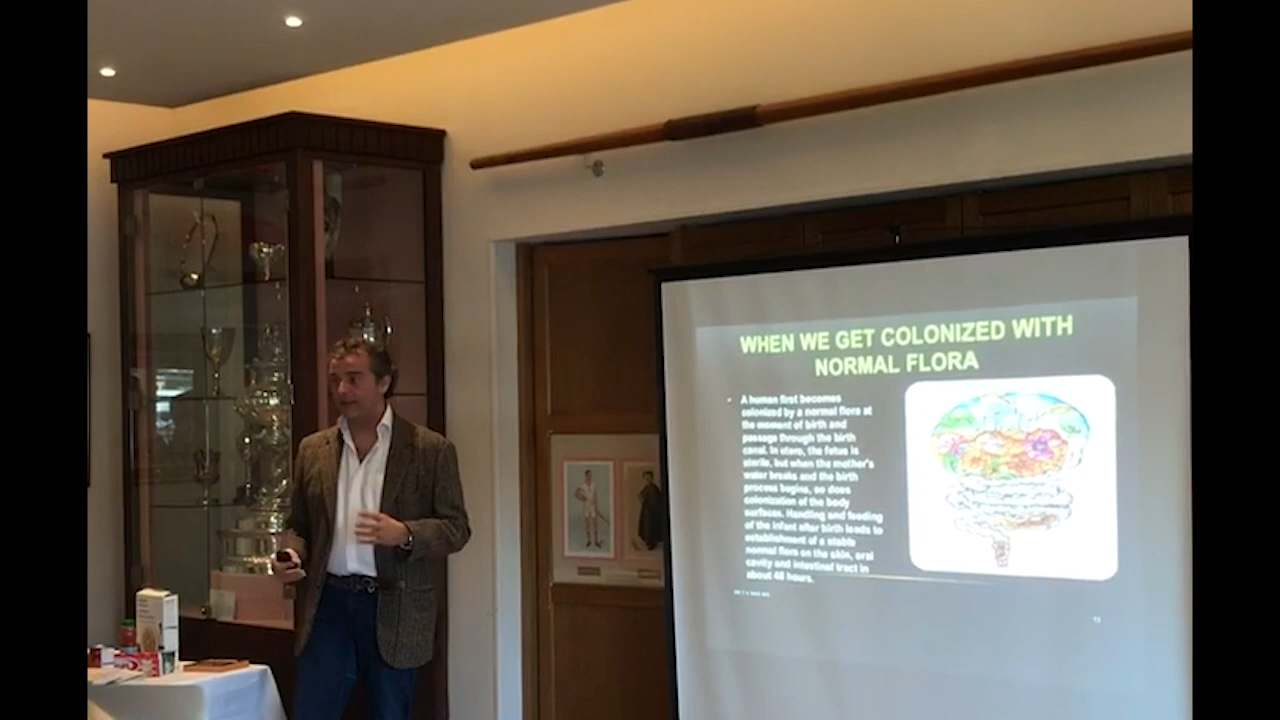 WHEN WE GET COLONIZED WITH
NORMAL FLORA
A human first becomes
colonized by a normal flora at
the moment of birth and
passage through the birth
canal. In utero, the fetus is
sterile, but when the mother's
water breaks and the birth
process begins, so does
colonization of the body
surfaces. Handling and feeding
of the infant after birth leads to
establishment of a stable
normal flora on the skin, oral
cavity and intestinal tract in
about 48 hours.